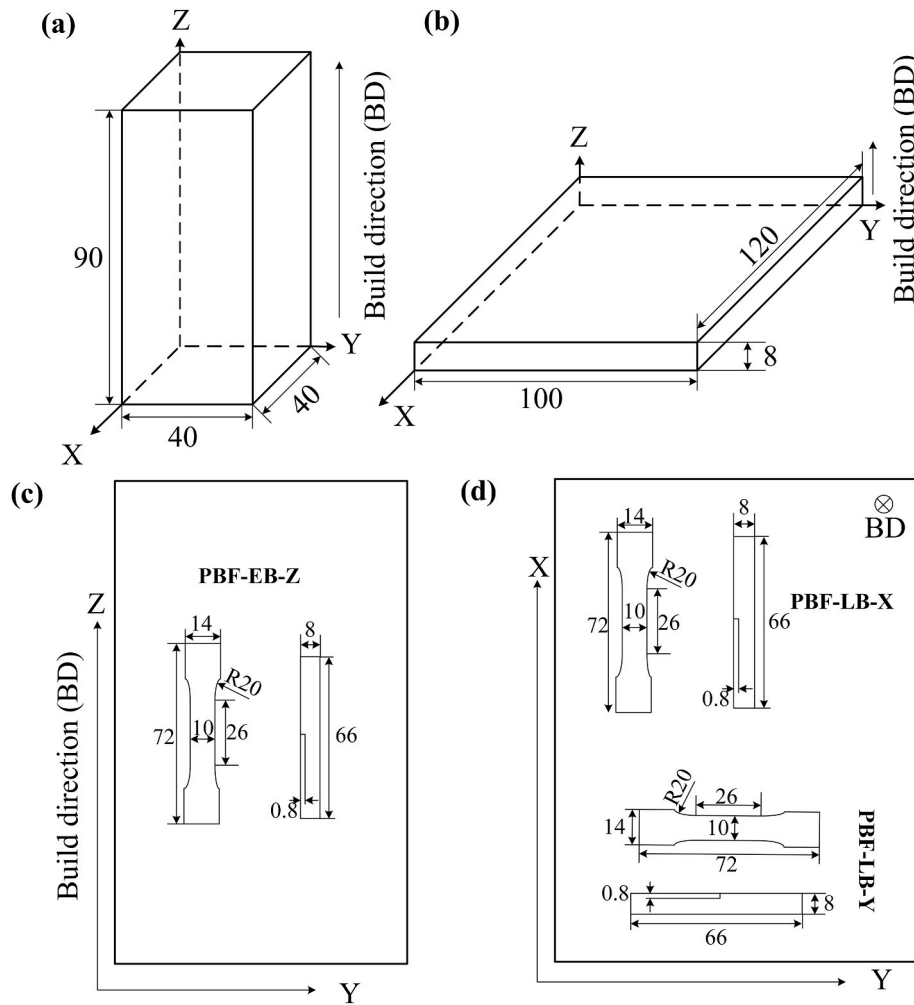 (a)
Z
Build direction (BD)
90
Y
40
40
X
(b)
Z
Build direction (BD)
Y
120
8
100
X
(c)
PBF-EB-Z
Z
Build direction (BD)
14
8
R20
72
10
26
66
0.8
Y
(d)
BD
X
14
8
R20
PBF-LB-X
72
10
26
66
0.8
R20
26
14
10
72
PBF-LB-Y
0.8
8
66
Y